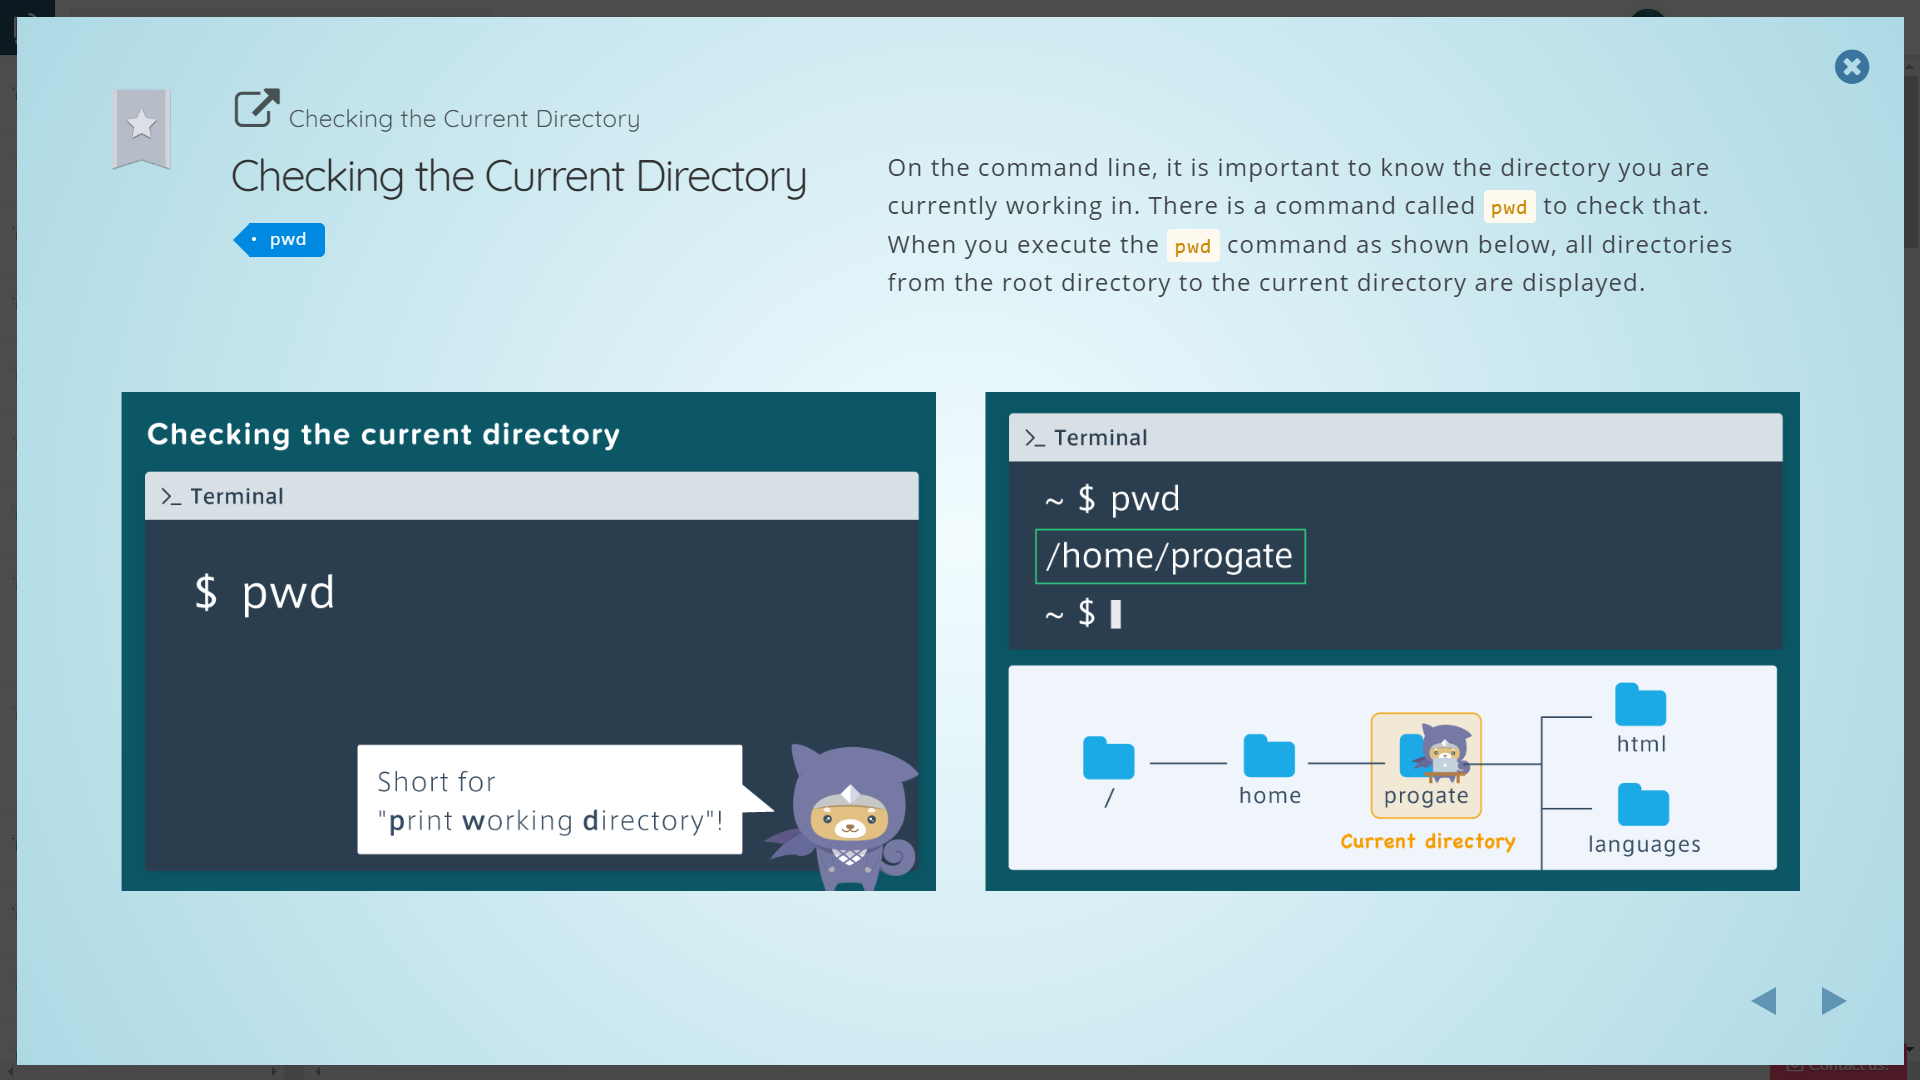 Checking the Current Directory
Checking the Current Directory
pwd
On the command line, it is important to know the directory you are
currently working in. There is a command called pwd to check that.
When you execute the pwd command as shown below, all directories
from the root directory to the current directory are displayed.
Checking the current directory
>_ Terminal
$ pwd
Short for
"print working directory"!
>_ Terminal
~ $ pwd
/home/progate
~ $
/
home
progate
Current directory
html
languages
Contact us!